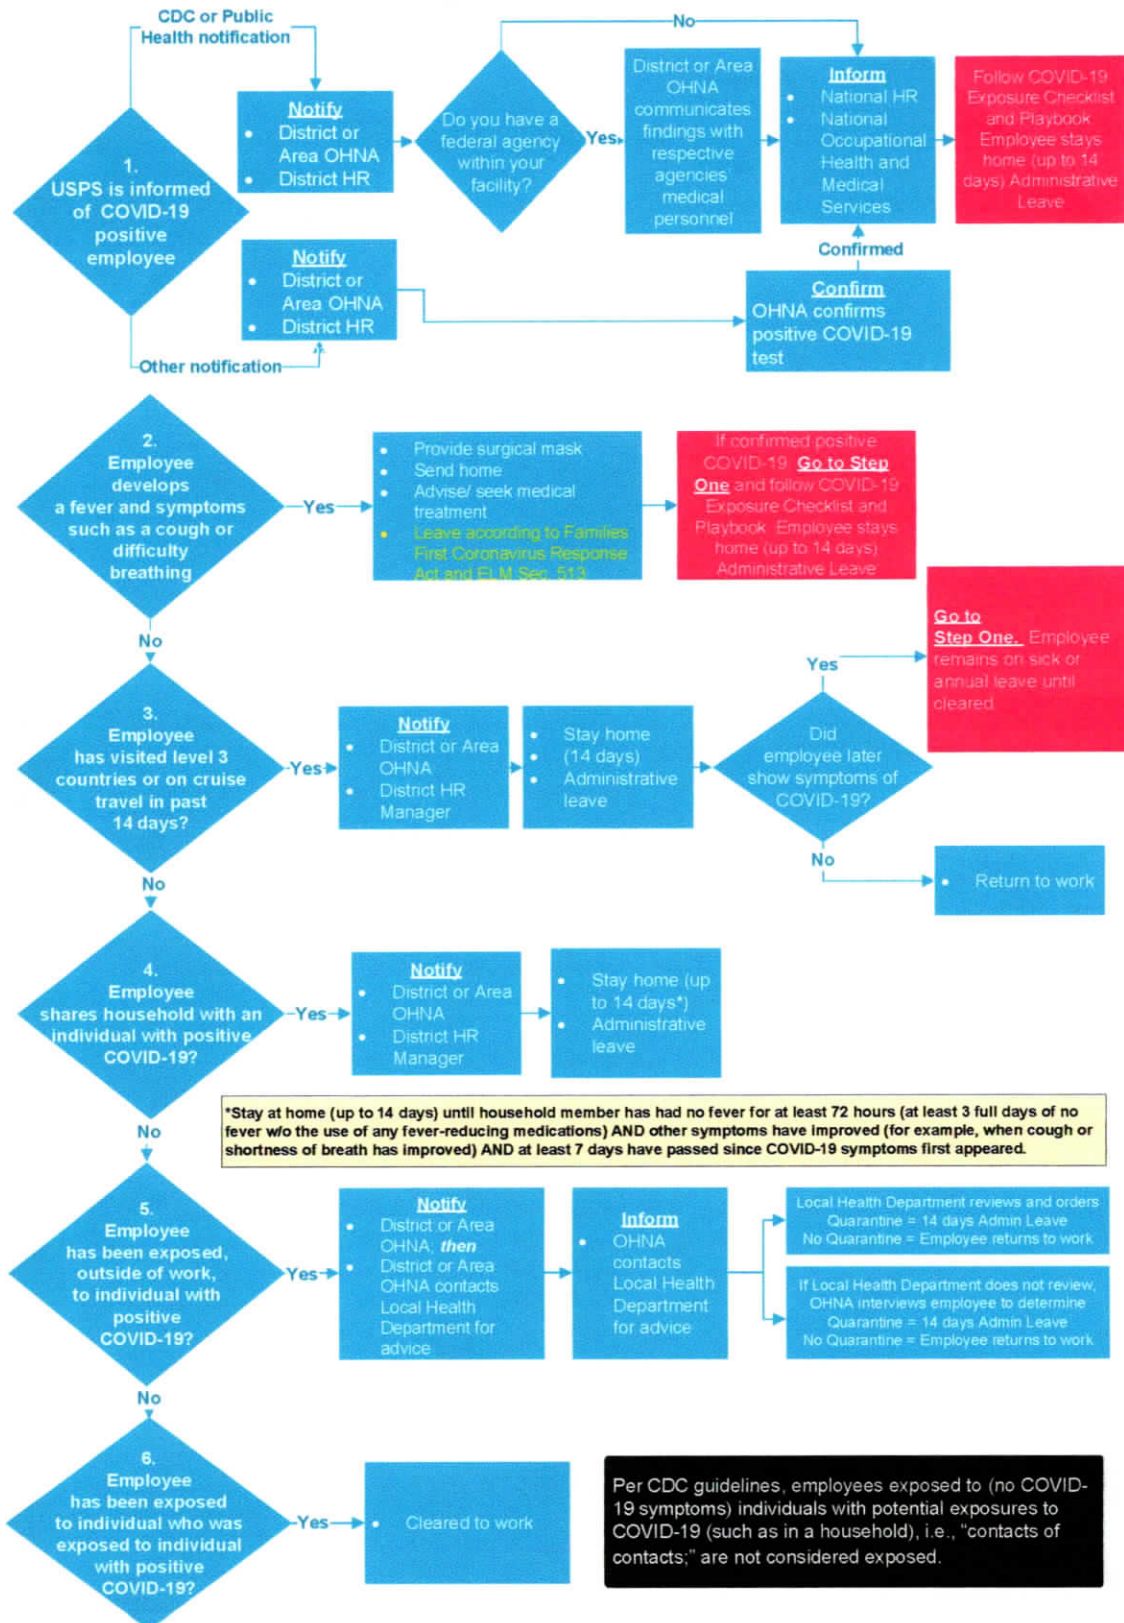 CDC or Public
Health notification
No
1.
USPS is informed
of COVID-19
positive
employee
Notify
• District or
Area OHNA
• District HR
Do you have a
federal agency
within your
facility?
Yes
District or Area
OHNA
communicates
findings with
respective
agencies'
medical
personnel
Inform
• National HR
• National
Occupational
Health and
Medical
Services
Follow COVID-19
Exposure Checklist
and Playbook
Employee stays
home (up to 14
days) Administrative
Leave
Notify
• District or
Area OHNA
• District HR
Other notification
Confirmed
Confirm
OHNA confirms
positive COVID-19
test
2.
Employee
develops
a fever and symptoms
such as a cough or
difficulty
breathing
Yes
• Provide surgical mask
• Send home
• Advise/ seek medical
treatment
• Leave according to Families
First Coronavirus Response
Act and ELM Sec. 513
If confirmed positive
COVID-19 Go to Step
One and follow COVID-19
Exposure Checklist and
Playbook. Employee stays
home (up to 14 days)
Administrative Leave
No
3.
Employee
has visited level 3
countries or on cruise
travel in past
14 days?
Yes
Notify
• District or Area
OHNA
• District HR
Manager
• Stay home
• (14 days)
• Administrative
leave
Did
employee later
show symptoms of
COVID-19?
Yes
Go to
Step One. Employee
remains on sick or
annual leave until
cleared
No
• Return to work
No
4.
Employee
shares household with an
individual with positive
COVID-19?
Yes
Notify
• District or Area
OHNA
• District HR
Manager
• Stay home (up
to 14 days*)
• Administrative
leave
*Stay at home (up to 14 days) until household member has had no fever for at least 72 hours (at least 3 full days of no
fever w/o the use of any fever-reducing medications) AND other symptoms have improved (for example, when cough or
shortness of breath has improved) AND at least 7 days have passed since COVID-19 symptoms first appeared.
No
5.
Employee
has been exposed,
outside of work,
to individual with
positive
COVID-19?
Yes
Notify
• District or Area
OHNA; then
• District or Area
OHNA contacts
Local Health
Department for
advice
Inform
• OHNA
contacts
Local Health
Department
for advice
Local Health Department reviews and orders
Quarantine = 14 days Admin Leave
No Quarantine = Employee returns to work
If Local Health Department does not review,
OHNA interviews employee to determine
Quarantine = 14 days Admin Leave
No Quarantine = Employee returns to work
No
6.
Employee
has been exposed
to individual who was
exposed to individual
with positive
COVID-19?
Yes
• Cleared to work
Per CDC guidelines, employees exposed to (no COVID-
19 symptoms) individuals with potential exposures to
COVID-19 (such as in a household), i.e., "contacts of
contacts;" are not considered exposed.